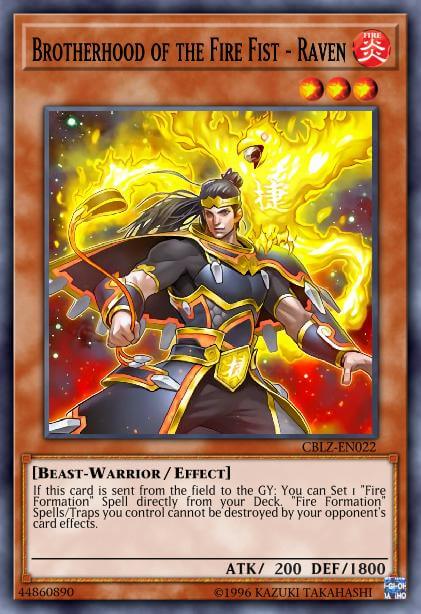 BROTHERHOOD OF THE FIRE FIST - RAVEN
FIRE
炎
捷
CBLZ-EN022
[BEAST-WARRIOR / EFFECT]
If this card is sent from the field to the GY: You can Set 1 "Fire
Formation" Spell directly from your Deck. "Fire Formation"
Spells/Traps you control cannot be destroyed by your opponent's
card effects.
ATK/ 200 DEF/1800
44860890
©1996 KAZUKI TAKAHASHI